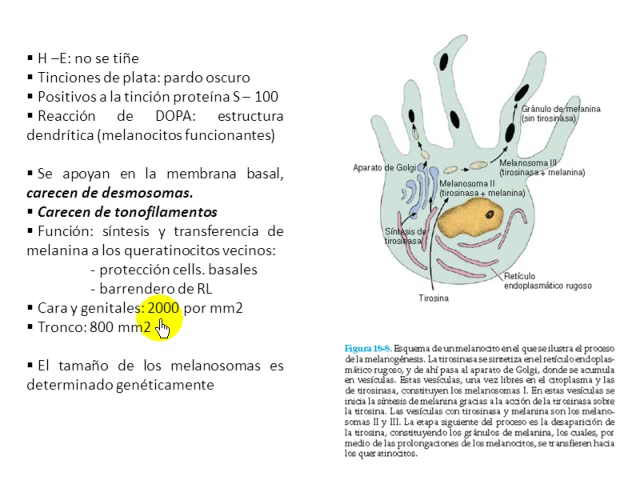 ▪ H –E: no se tiñe
▪ Tinciones de plata: pardo oscuro
▪ Positivos a la tinción proteína S – 100
▪ Reacción de DOPA: estructura
dendrítica (melanocitos funcionantes)
▪ Se apoyan en la membrana basal,
carecen de desmosomas.
▪ Carecen de tonofilamentos
▪ Función: síntesis y transferencia de
melanina a los queratinocitos vecinos:
- protección cells. basales
- barrendero de RL
▪ Cara y genitales: 2000 por mm2
▪ Tronco: 800 mm2
▪ El tamaño de los melanosomas es
determinado genéticamente
Gránulo de melanina
(sin tirosinasa)
Aparato de Golgi
Melanosoma III
(tirosinasa + melanina)
Melanosoma II
(tirosinasa + melanina)
Síntesis de
tirosinasa
Retículo
endoplasmático rugoso
Tirosina
Figura 18-8. Esquema de un melanocito en el que se ilustra el proceso
de la melanogénesis. La tirosinasa se sintetiza en el retículo endoplas-
mático rugoso, y de ahí pasa al aparato de Golgi, donde se acumula
en vesículas. Estas vesículas, una vez libres en el citoplasma y las
de tirosinasa, constituyen los melanosomas I. En estas vesículas se
inicia la síntesis de melanina gracias a la acción de la tirosinasa sobre
la tirosina. Las vesículas con tirosinasa y melanina son los melano-
somas II y III. La etapa siguiente del proceso es la desaparición de
la tirosina, constituyendo los gránulos de melanina, los cuales, por
medio de las prolongaciones de los melanocitos, se transfieren hacia
los queratinocitos.